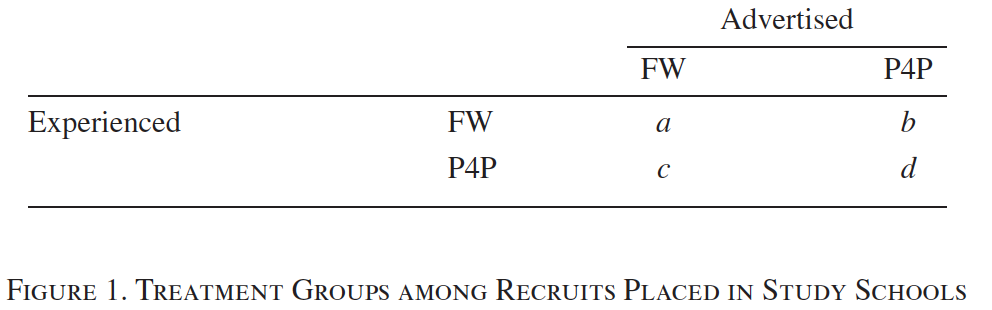 Advertised
FW P4P
Experienced FW a b
P4P c d
FIGURE 1. TREATMENT GROUPS AMONG RECRUITS PLACED IN STUDY SCHOOLS